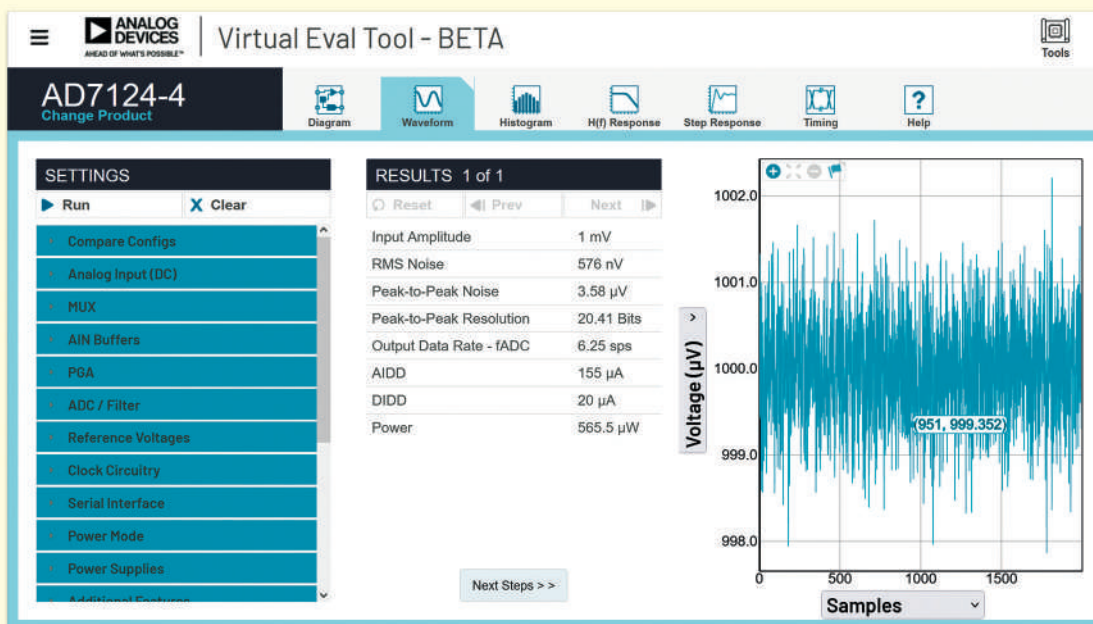 ANALOG
DEVICES
AHEAD OF WHAT'S POSSIBLE™
Virtual Eval Tool - BETA
Tools
AD7124-4
Change Product
Diagram
Waveform
Histogram
H(f) Response
Step Response
Timing
?
Help
SETTINGS
Run
X Clear
Compare Configs
Analog Input (DC)
MUX
AIN Buffers
PGA
ADC / Filter
Reference Voltages
Clock Circuitry
Serial Interface
Power Mode
Power Supplies
Additional Features
RESULTS 1 of 1
Reset
Prev
Next
Input Amplitude 1 mV
RMS Noise 576 nV
Peak-to-Peak Noise 3.58 µV
Peak-to-Peak Resolution 20.41 Bits
Output Data Rate - fADC 6.25 sps
AIDD 155 µA
DIDD 20 µA
Power 565.5 µW
Next Steps > >
Voltage (µV)
1002.0
1001.0
1000.0
999.0
998.0
(951, 999.352)
0 500 1000 1500
Samples